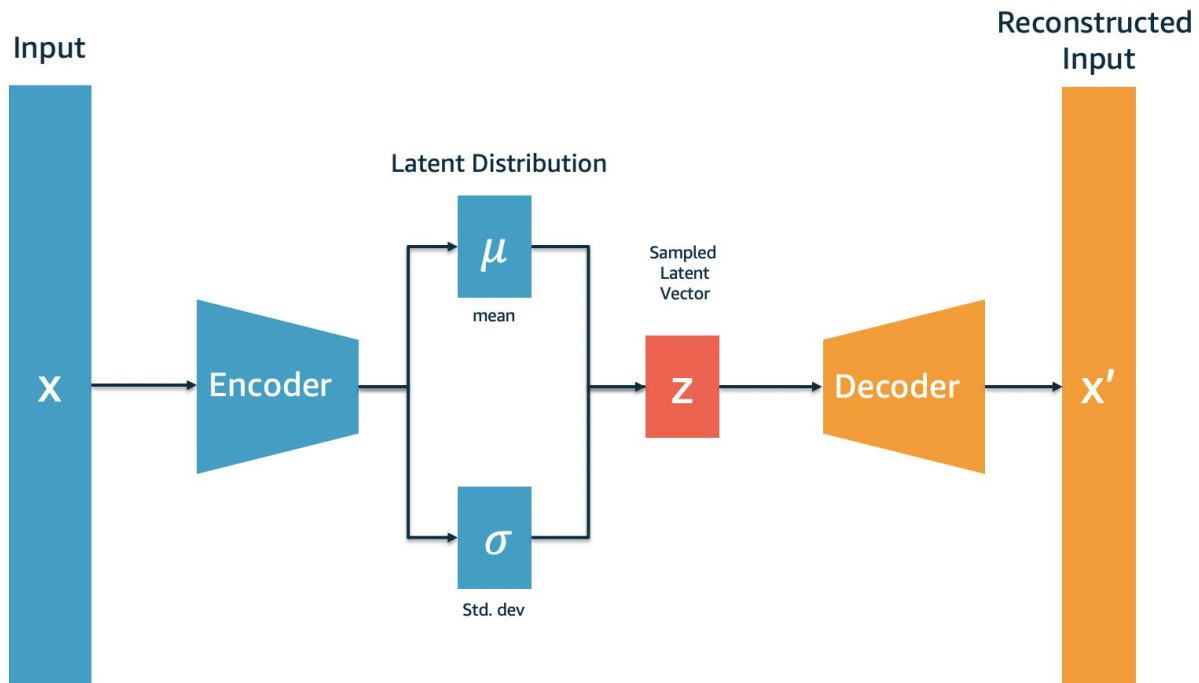 Input
Reconstructed
Input
Latent Distribution
μ
mean
Sampled
Latent
Vector
x
Encoder
z
Decoder
x′
σ
Std. dev